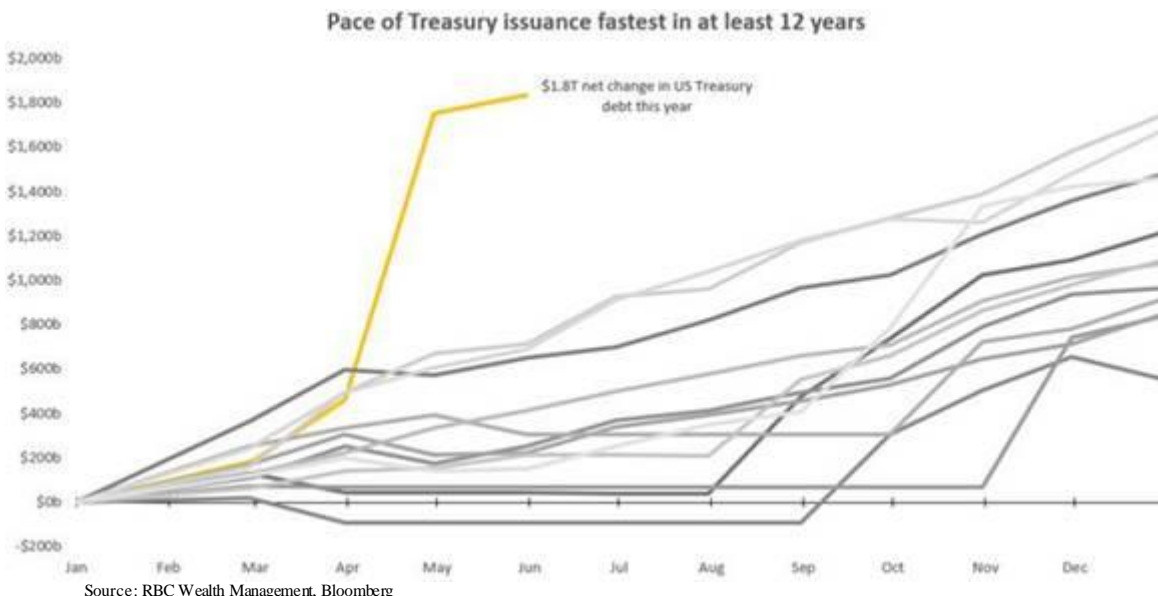 Pace of Treasury issuance fastest in at least 12 years
$2,000b
$1,800b
$1,600b
$1,400b
$1,200b
$1,000b
$800b
$600b
$400b
$200b
$0b
-$200b
$1.8T net change in US Treasury
debt this year
Jan Feb Mar Apr May Jun Jul Aug Sep Oct Nov Dec
Source: RBC Wealth Management, Bloomberg